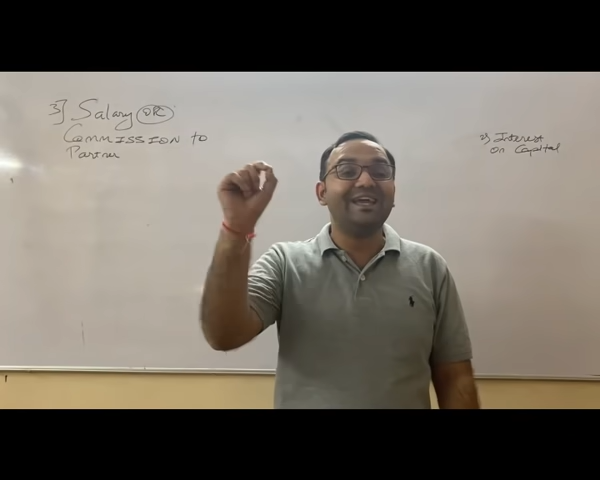 3] Salary OR
Commission to
Partner
2) Interest
On Capital